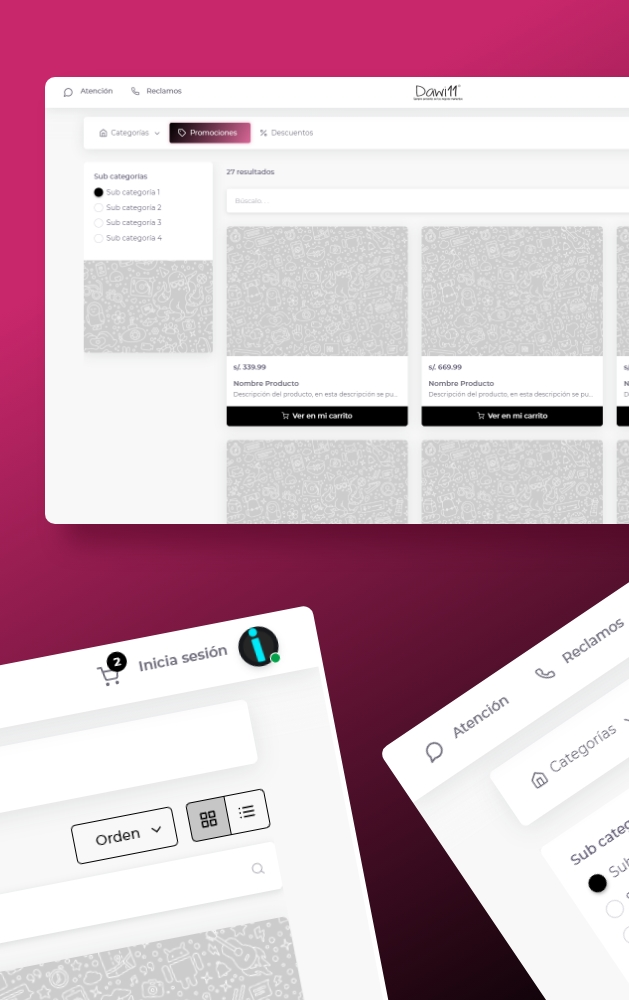 Atención Reclamos
Dawi11
Categorías Promociones Descuentos
Sub categorías
Sub categoría 1
Sub categoría 2
Sub categoría 3
Sub categoría 4
27 resultados
Búscalo...
s/. 339.99
Nombre Producto
Descripción del producto, en esta descripción se pu...
Ver en mi carrito
s/. 669.99
Nombre Producto
Descripción del producto, en esta descripción se pu...
Ver en mi carrito
s/
N
D
2 Inicia sesión
Orden
Atención Reclamos
Categorías
Sub categ
Sub